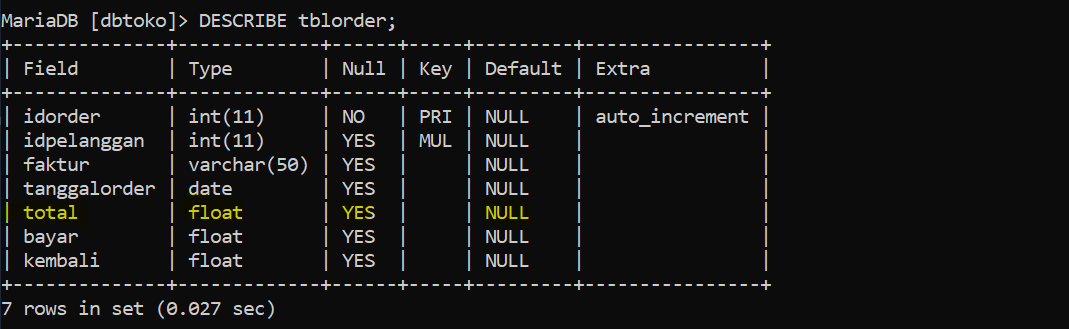 MariaDB [dbtoko]> DESCRIBE tblorder;
+--------------+-------------+------+-----+---------+----------------+
| Field        | Type        | Null | Key | Default | Extra          |
+--------------+-------------+------+-----+---------+----------------+
| idorder      | int(11)     | NO   | PRI | NULL    | auto_increment |
| idpelanggan  | int(11)     | YES  | MUL | NULL    |                |
| faktur       | varchar(50) | YES  |     | NULL    |                |
| tanggalorder | date        | YES  |     | NULL    |                |
| total        | float       | YES  |     | NULL    |                |
| bayar        | float       | YES  |     | NULL    |                |
| kembali      | float       | YES  |     | NULL    |                |
+--------------+-------------+------+-----+---------+----------------+
7 rows in set (0.027 sec)